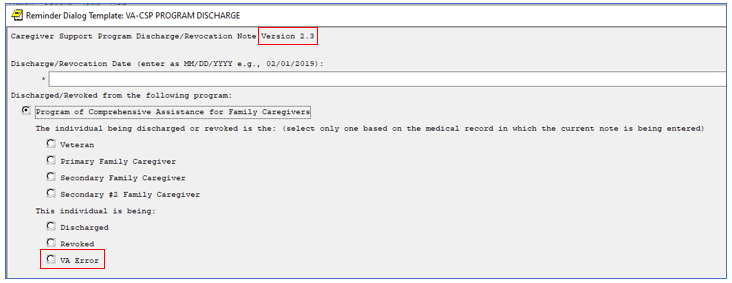 Reminder Dialog Template: VA-CSP PROGRAM DISCHARGE
Caregiver Support Program Discharge/Revocation Note Version 2.3
Discharge/Revocation Date (enter as MM/DD/YYYY e.g., 02/01/2019):
*
Discharged/Revoked from the following program:
Program of Comprehensive Assistance for Family Caregivers
The individual being discharged or revoked is the: (select only one based on the medical record in which the current note is being entered)
Veteran
Primary Family Caregiver
Secondary Family Caregiver
Secondary #2 Family Caregiver
This individual is being:
Discharged
Revoked
VA Error